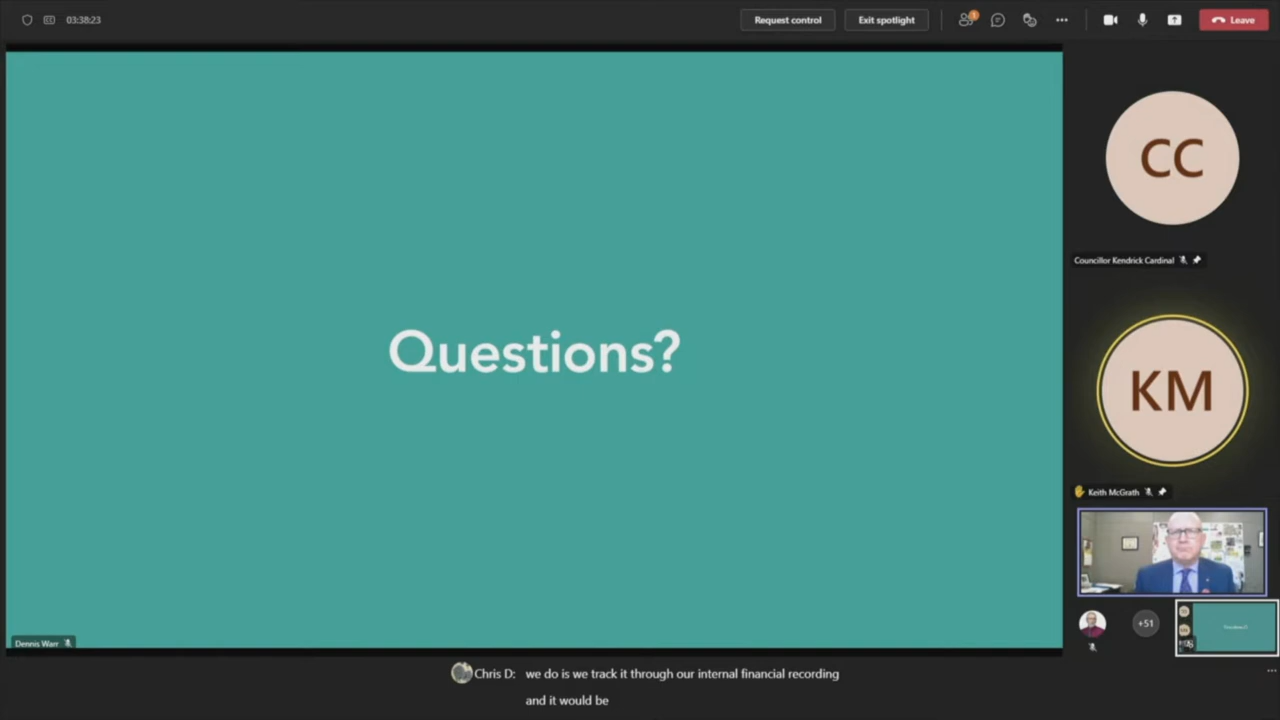 03:38:23
Request control
Exit spotlight
1
Leave
Questions?
CC
Councillor Kendrick Cardinal
KM
Keith McGrath
+51
Dennis Warr
Chris D: we do is we track it through our internal financial recording
and it would be